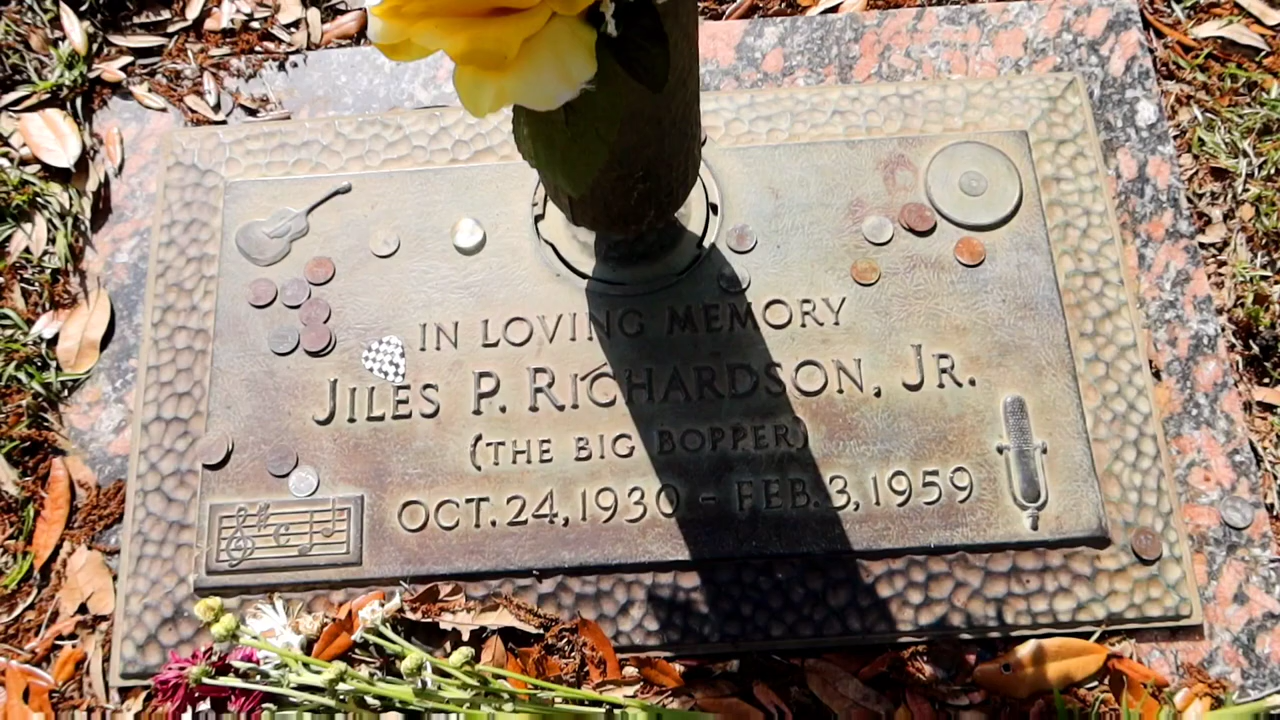 IN LOVING MEMORY
JILES P. RICHARDSON, JR.
(THE BIG BOPPER)
OCT. 24, 1930 - FEB. 3, 1959
C